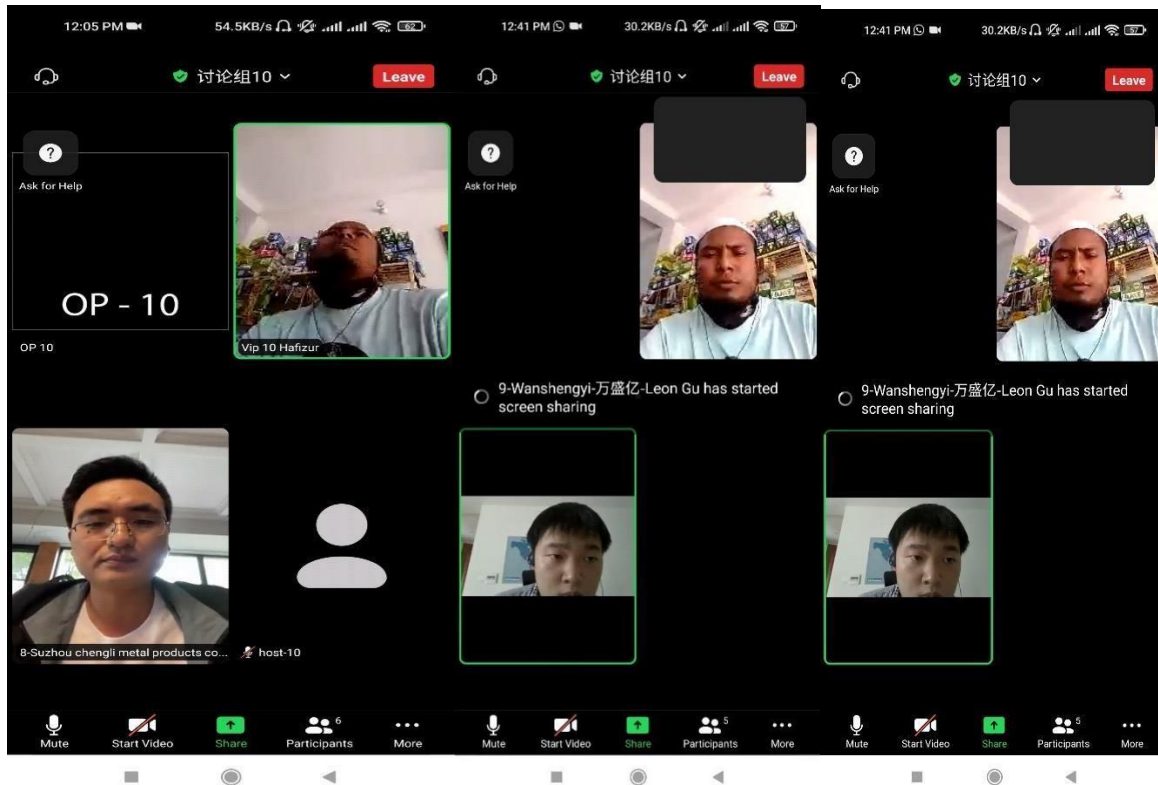 12:05 PM
54.5KB/s
62
讨论组10
Leave
Ask for Help
OP - 10
OP 10
Vip 10 Hafizur
8-Suzhou chengli metal products co...
host-10
Mute
Start Video
Share
Participants
6
More
12:41 PM
30.2KB/s
57
讨论组10
Leave
Ask for Help
9-Wanshengyi-万盛亿-Leon Gu has started
screen sharing
Mute
Start Video
Share
Participants
5
More
12:41 PM
30.2KB/s
57
讨论组10
Leave
Ask for Help
9-Wanshengyi-万盛亿-Leon Gu has started
screen sharing
Mute
Start Video
Share
Participants
5
More